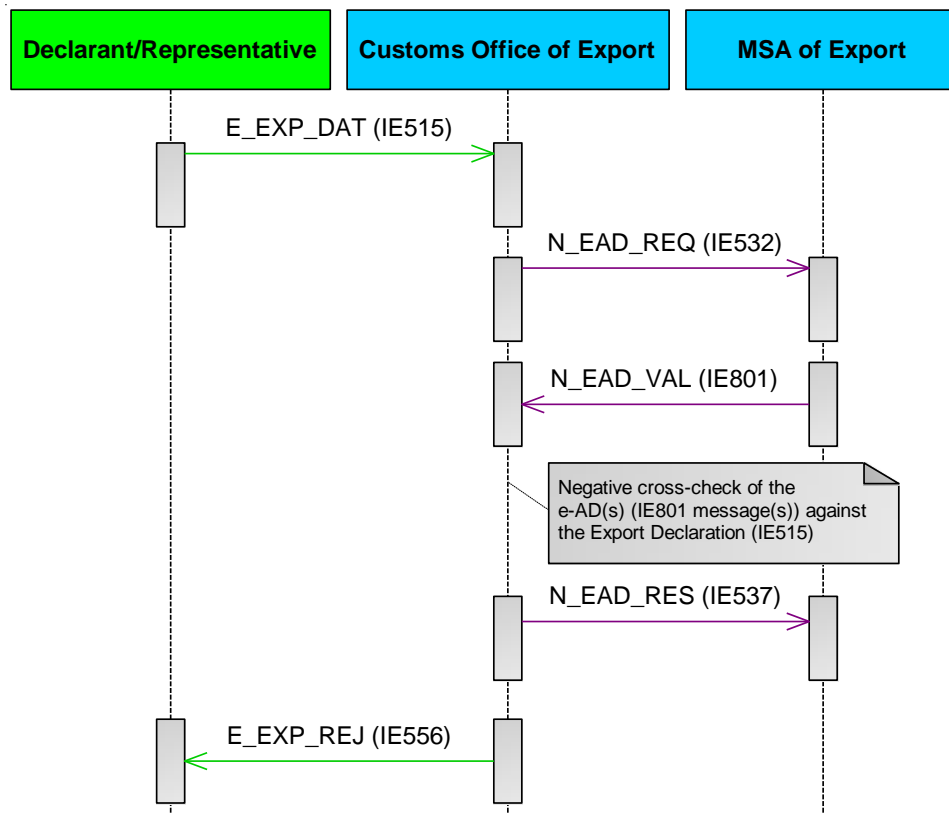 Declarant/Representative
Customs Office of Export
MSA of Export
E_EXP_DAT (IE515)
N_EAD_REQ (IE532)
N_EAD_VAL (IE801)
Negative cross-check of the
e-AD(s) (IE801 message(s)) against
the Export Declaration (IE515)
N_EAD_RES (IE537)
E_EXP_REJ (IE556)